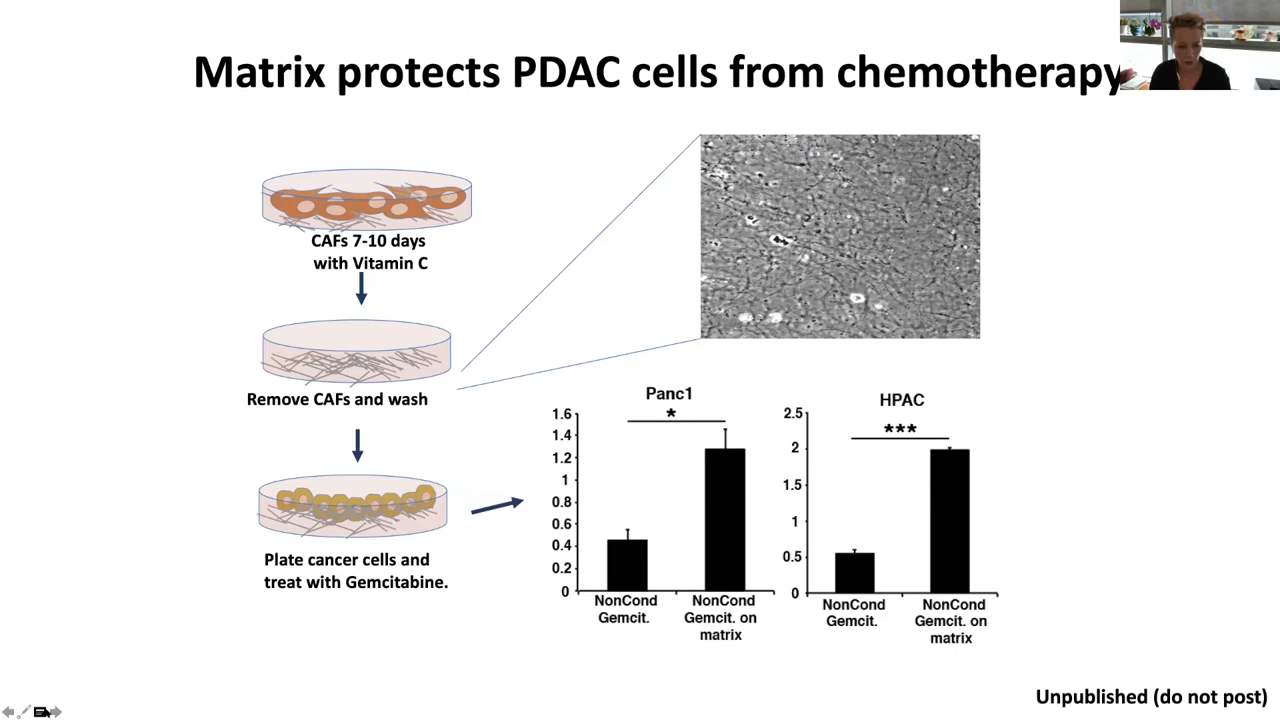 Matrix protects PDAC cells from chemotherapy
CAFs 7-10 days
with Vitamin C
Remove CAFs and wash
Plate cancer cells and
treat with Gemcitabine.
Panc1
*
1.6
1.4
1.2
1
0.8
0.6
0.4
0.2
0
NonCond
Gemcit.
NonCond
Gemcit. on
matrix
HPAC
***
2.5
2
1.5
1
0.5
0
NonCond
Gemcit.
NonCond
Gemcit. on
matrix
Unpublished (do not post)